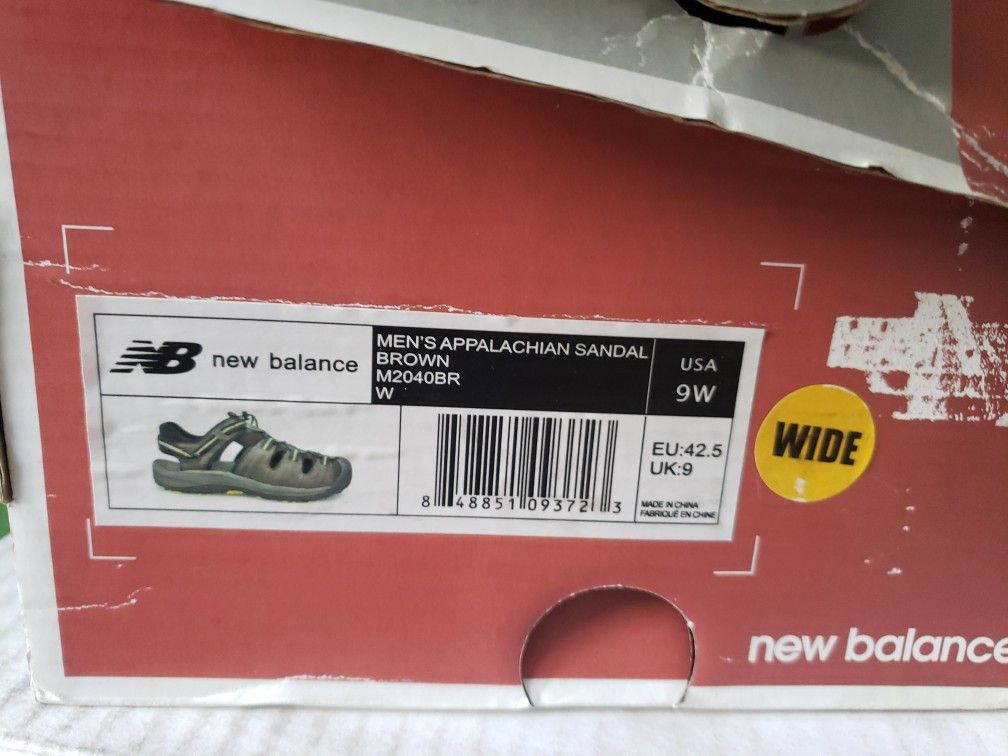 NB new balance
MEN'S APPALACHIAN SANDAL
BROWN
M2040BR
W
USA
9W
8 48851 09372 3
EU:42.5
UK:9
MADE IN CHINA
FABRIQUÉ EN CHINE
WIDE
new balance